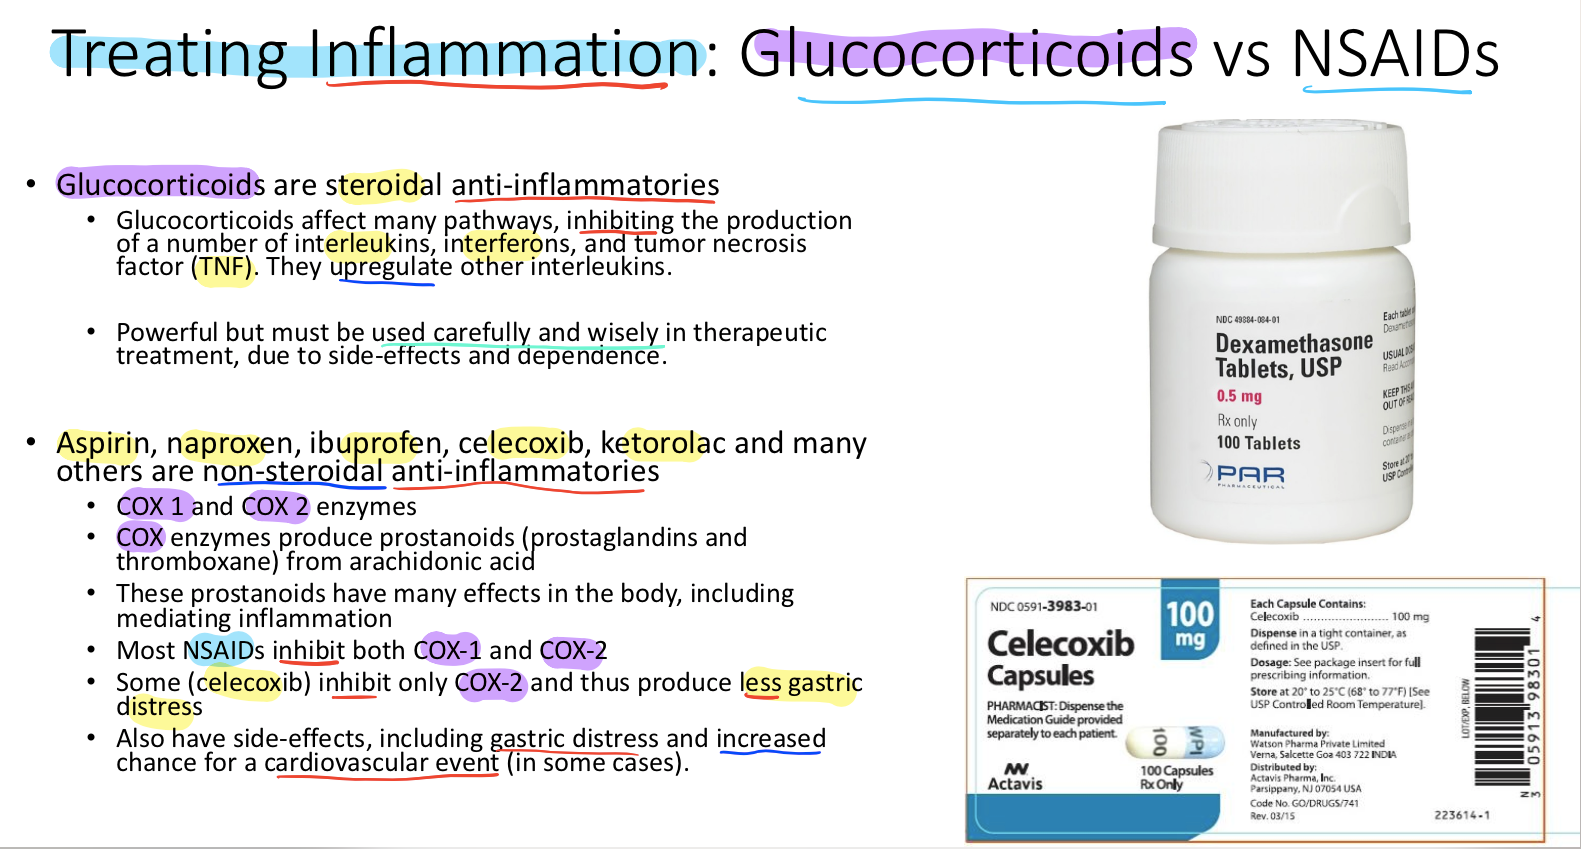 Treating Inflammation: Glucocorticoids vs NSAIDs
• Glucocorticoids are steroidal anti-inflammatories
• Glucocorticoids affect many pathways, inhibiting the production
of a number of interleukins, interferons, and tumor necrosis
factor (TNF). They upregulate other interleukins.
• Powerful but must be used carefully and wisely in therapeutic
treatment, due to side-effects and dependence.
• Aspirin, naproxen, ibuprofen, celecoxib, ketorolac and many
others are non-steroidal anti-inflammatories
• COX 1 and COX 2 enzymes
• COX enzymes produce prostanoids (prostaglandins and
thromboxane) from arachidonic acid
• These prostanoids have many effects in the body, including
mediating inflammation
• Most NSAIDs inhibit both COX-1 and COX-2
• Some (celecoxib) inhibit only COX-2 and thus produce less gastric
distress
• Also have side-effects, including gastric distress and increased
chance for a cardiovascular event (in some cases).
NDC 49884-084-01
Dexamethasone
Tablets, USP
0.5 mg
Rx only
100 Tablets
PAR
PHARMACEUTICAL
Each tablet
USUAL
KEEP
OUT OF
Store at 20°
USP
NDC 0591-3983-01
100
mg
Celecoxib
Capsules
PHARMACIST: Dispense the
Medication Guide provided
separately to each patient.
Actavis
WPI
100
100 Capsules
Rx Only
Each Capsule Contains:
Celecoxib ........................ 100 mg
Dispense in a tight container, as
defined in the USP.
Dosage: See package insert for full
prescribing information.
Store at 20° to 25°C (68° to 77°F) [See
USP Controlled Room Temperature].
Manufactured by:
Watson Pharma Private Limited
Verna, Salcette Goa 403 722 INDIA
Distributed by:
Actavis Pharma, Inc.
Parsippany, NJ 07054 USA
Code No. GO/DRUGS/741
Rev. 03/15
LOT/EXP. BELOW
N
3 05913 98301 4
223614-1